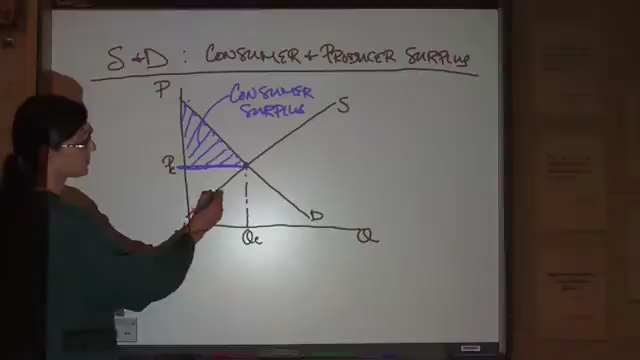 S & D : CONSUMER & PRODUCER SURPLUS
P
CONSUMER
SURPLUS
S
Pe
D
Qe
Q